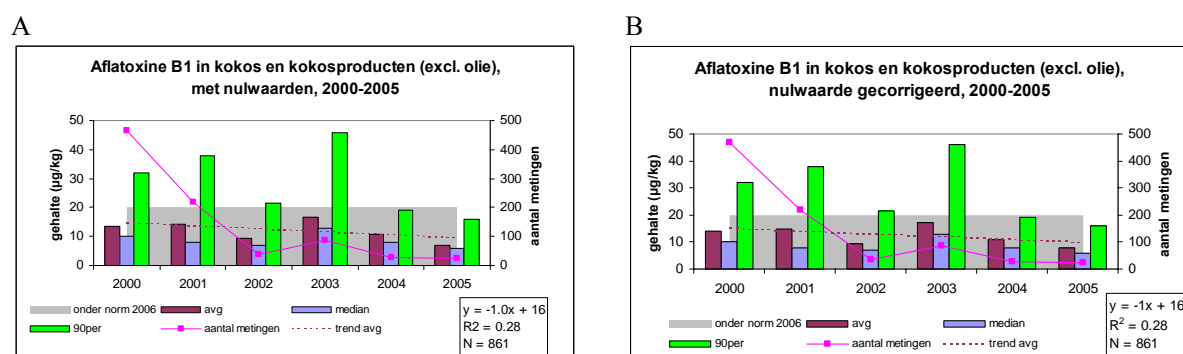 A
Aflatoxine B1 in kokos en kokosproducten (excl. olie),
met nulwaarden, 2000-2005
gehalte (µg/kg)
50
40
30
20
10
0
2000 2001 2002 2003 2004 2005
500
400
300
200
100
0
aantal metingen
onder norm 2006 avg median
90per aantal metingen trend avg
y = -1.0x + 16
R2 = 0.28
N = 861
B
Aflatoxine B1 in kokos en kokosproducten (excl. olie),
nulwaarde gecorrigeerd, 2000-2005
gehalte (µg/kg)
50
40
30
20
10
0
2000 2001 2002 2003 2004 2005
500
400
300
200
100
0
aantal metingen
onder norm 2006 avg median
90per aantal metingen trend avg
y = -1x + 16
R² = 0.28
N = 861